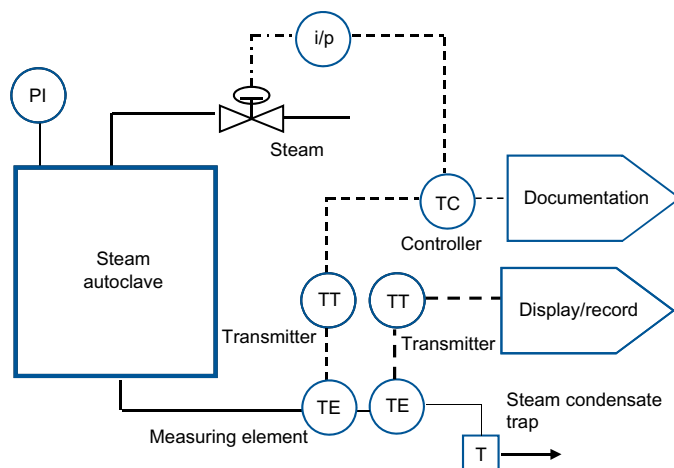 i/p
PI
Steam
TC
Documentation
Controller
Steam
autoclave
TT
TT
Display/record
Transmitter
Transmitter
TE
TE
Measuring element
Steam condensate
trap
T